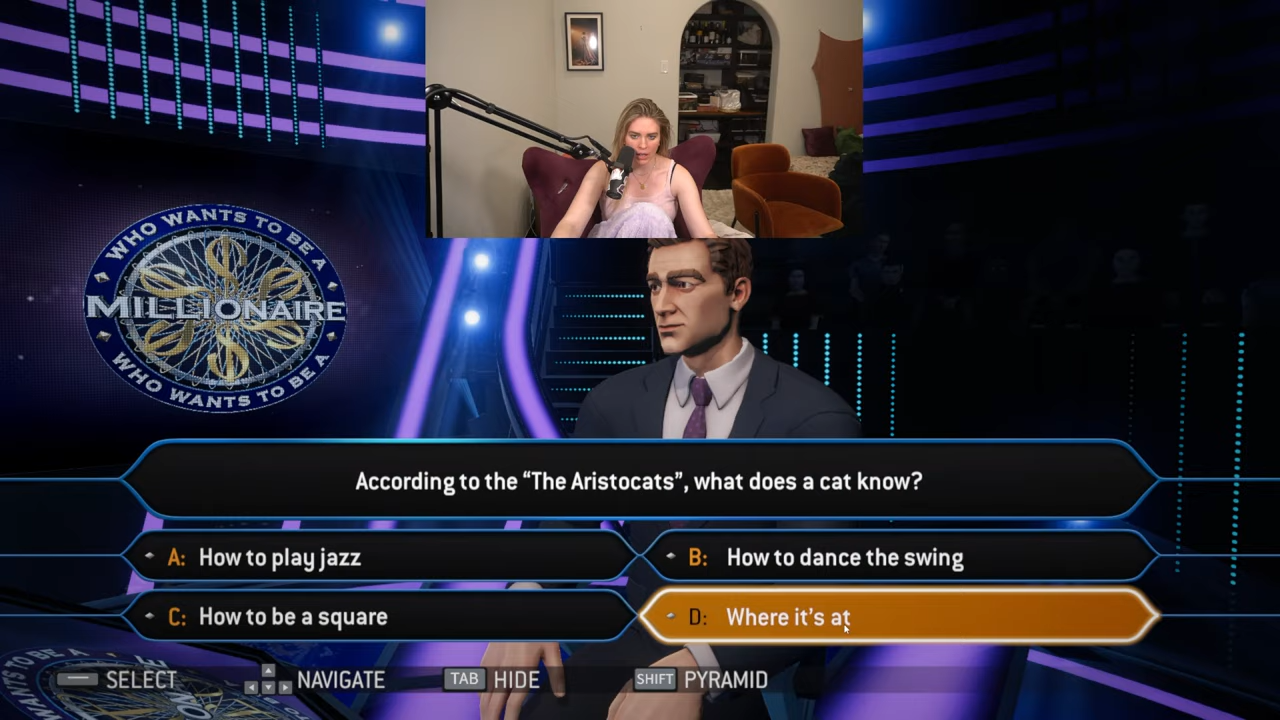 WHO WANTS TO BE A
MILLIONAIRE
WHO WANTS TO BE A
According to the “The Aristocats”, what does a cat know?
A: How to play jazz
B: How to dance the swing
C: How to be a square
D: Where it's at
SELECT
NAVIGATE
TAB HIDE
SHIFT PYRAMID